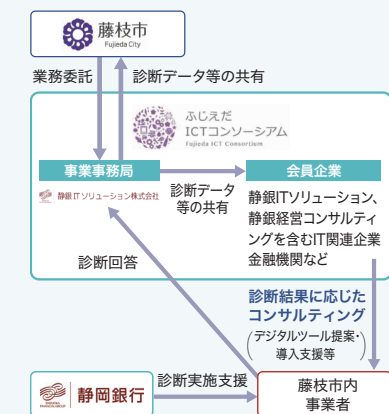 藤枝市
Fujieda City
業務委託
診断データ等の共有
ふじえだ
ICTコンソーシアム
Fujieda ICT Consortium
事業事務局
会員企業
静銀ITソリューション株式会社
診断データ
等の共有
静銀ITソリューション、
静銀経営コンサルティ
ングを含むIT関連企業
金融機関など
診断回答
診断結果に応じた
コンサルティング
(デジタルツール提案・
導入支援等)
静岡銀行
診断実施支援
藤枝市内
事業者